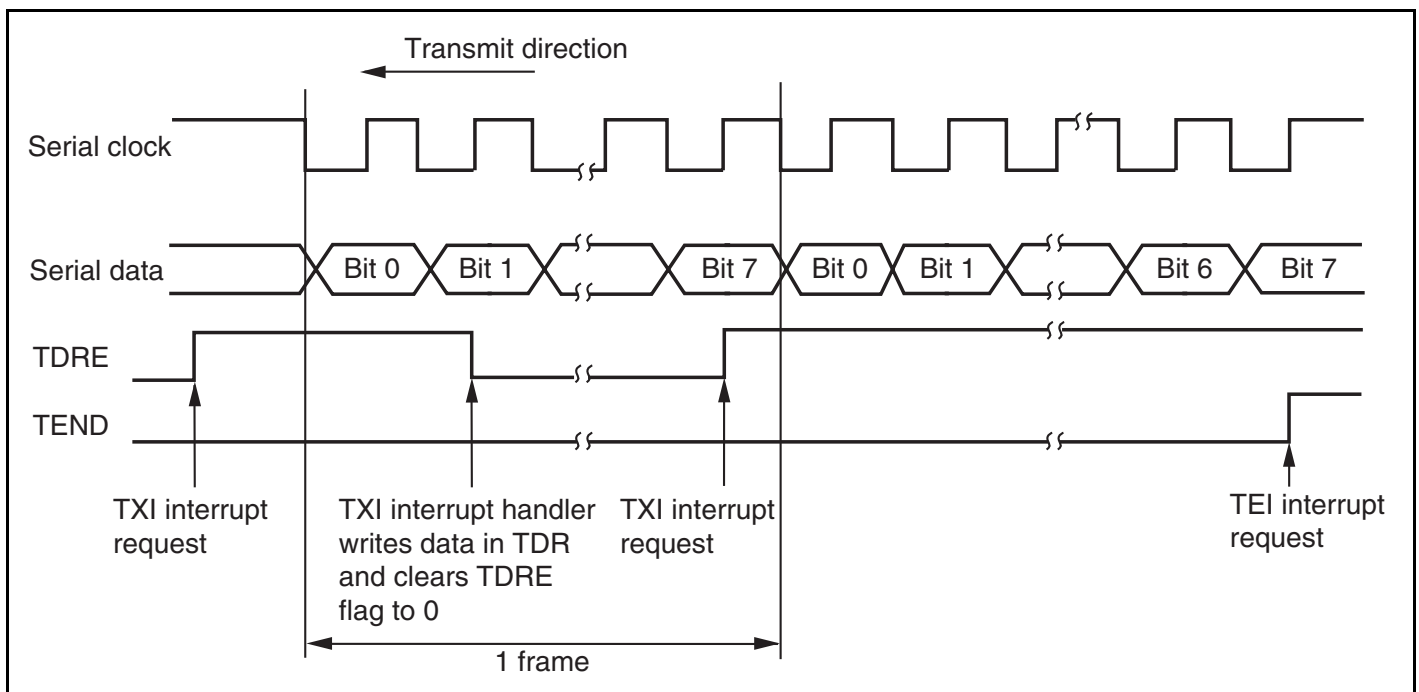 Transmit direction
Serial clock
Serial data
Bit 0
Bit 1
Bit 7
Bit 0
Bit 1
Bit 6
Bit 7
TDRE
TEND
TXI interrupt
request
TXI interrupt handler
writes data in TDR
and clears TDRE
flag to 0
TXI interrupt
request
TEI interrupt
request
1 frame